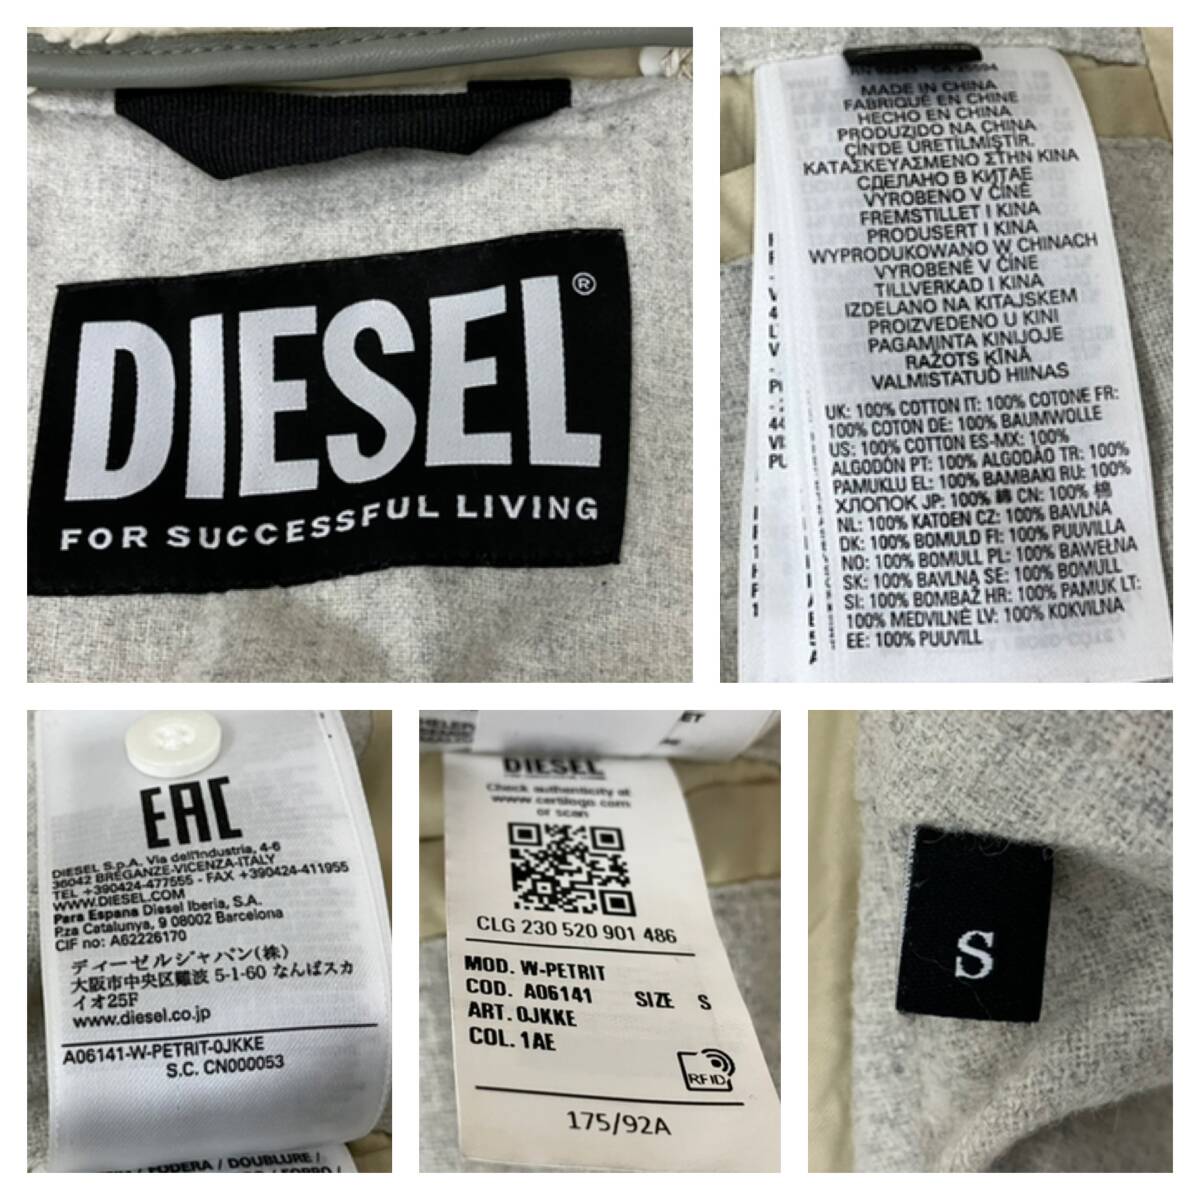 DIESEL®
FOR SUCCESSFUL LIVING
MADE IN CHINA
FABRIQUÉ EN CHINE
HECHO EN CHINA
PRODUZIDO NA CHINA
ÇIN'DE ÜRETILMIŞTIR.
ΚΑΤΑΣΚΕΥΑΣΜΕΝΟ ΣΤΗΝ ΚΙΝΑ
СДЕЛАНО В КИТАЕ
VYROBENO V ČÍNĚ
FREMSTILLET I KINA
PRODUSERT I KINA
WYPRODUKOWANO W CHINACH
VYROBENÉ V ČÍNE
TILLVERKAD I KINA
IZDELANO NA KITAJSKEM
PROIZVEDENO U KINI
PAGAMINTA KINIJOJE
RAŽOTS ĶĪNĀ
VALMISTATUD HIINAS
UK: 100% COTTON IT: 100% COTONE FR:
100% COTON DE: 100% BAUMWOLLE
US: 100% COTTON ES-MX: 100%
ALGODÓN PT: 100% ALGODÃO TR: 100%
PAMUKLU EL: 100% BAMBAKI RU: 100%
ХЛОПОК JP: 100% 綿 CN: 100% 棉
NL: 100% KATOEN CZ: 100% BAVLNA
DK: 100% BOMULD FI: 100% PUUVILLA
NO: 100% BOMULL PL: 100% BAWEŁNA
SK: 100% BAVLNA SE: 100% BOMULL
SI: 100% BOMBAŽ HR: 100% PAMUK LT:
100% MEDVILNĖ LV: 100% KOKVILNA
EE: 100% PUUVILL
EAC
DIESEL S.p.A. Via dell'Industria, 4-6
36042 BREGANZE-VICENZA-ITALY
TEL +390424-477555 - FAX +390424-411955
WWW.DIESEL.COM
Para Espana Diesel Iberia, S.A.
P.za Catalunya, 9 08002 Barcelona
CIF no: A62226170
ディーゼルジャパン(株)
大阪市中央区難波 5-1-60 なんばスカ
イオ25F
www.diesel.co.jp
A06141-W-PETRIT-0JKKE
S.C. CN000053
/ FODERA / DOUBLURE /
DIESEL
Check authenticity at
www.certilogo.com
or scan
CLG 230 520 901 486
MOD. W-PETRIT
COD. A06141 SIZE S
ART. 0JKKE
COL. 1AE
RFID
175/92A
S